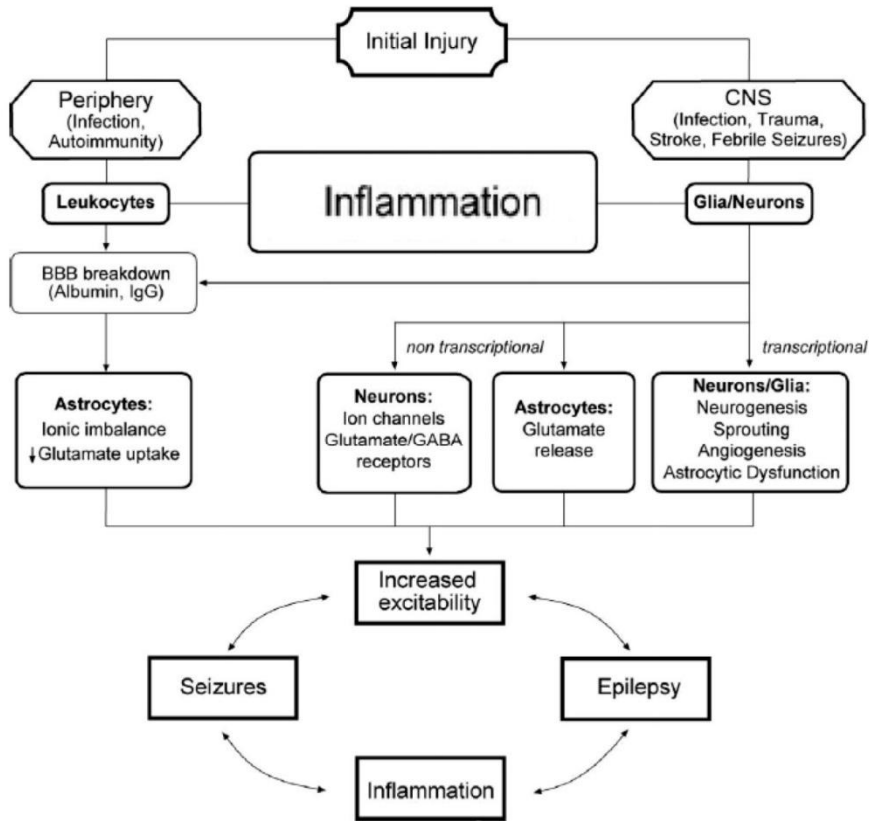 Initial Injury
Periphery
(Infection,
Autoimmunity)
CNS
(Infection, Trauma,
Stroke, Febrile Seizures)
Leukocytes
Inflammation
Glia/Neurons
BBB breakdown
(Albumin, IgG)
non transcriptional
transcriptional
Astrocytes:
Ionic imbalance
↓Glutamate uptake
Neurons:
Ion channels
Glutamate/GABA
receptors
Astrocytes:
Glutamate
release
Neurons/Glia:
Neurogenesis
Sprouting
Angiogenesis
Astrocytic Dysfunction
Increased
excitability
Seizures
Epilepsy
Inflammation